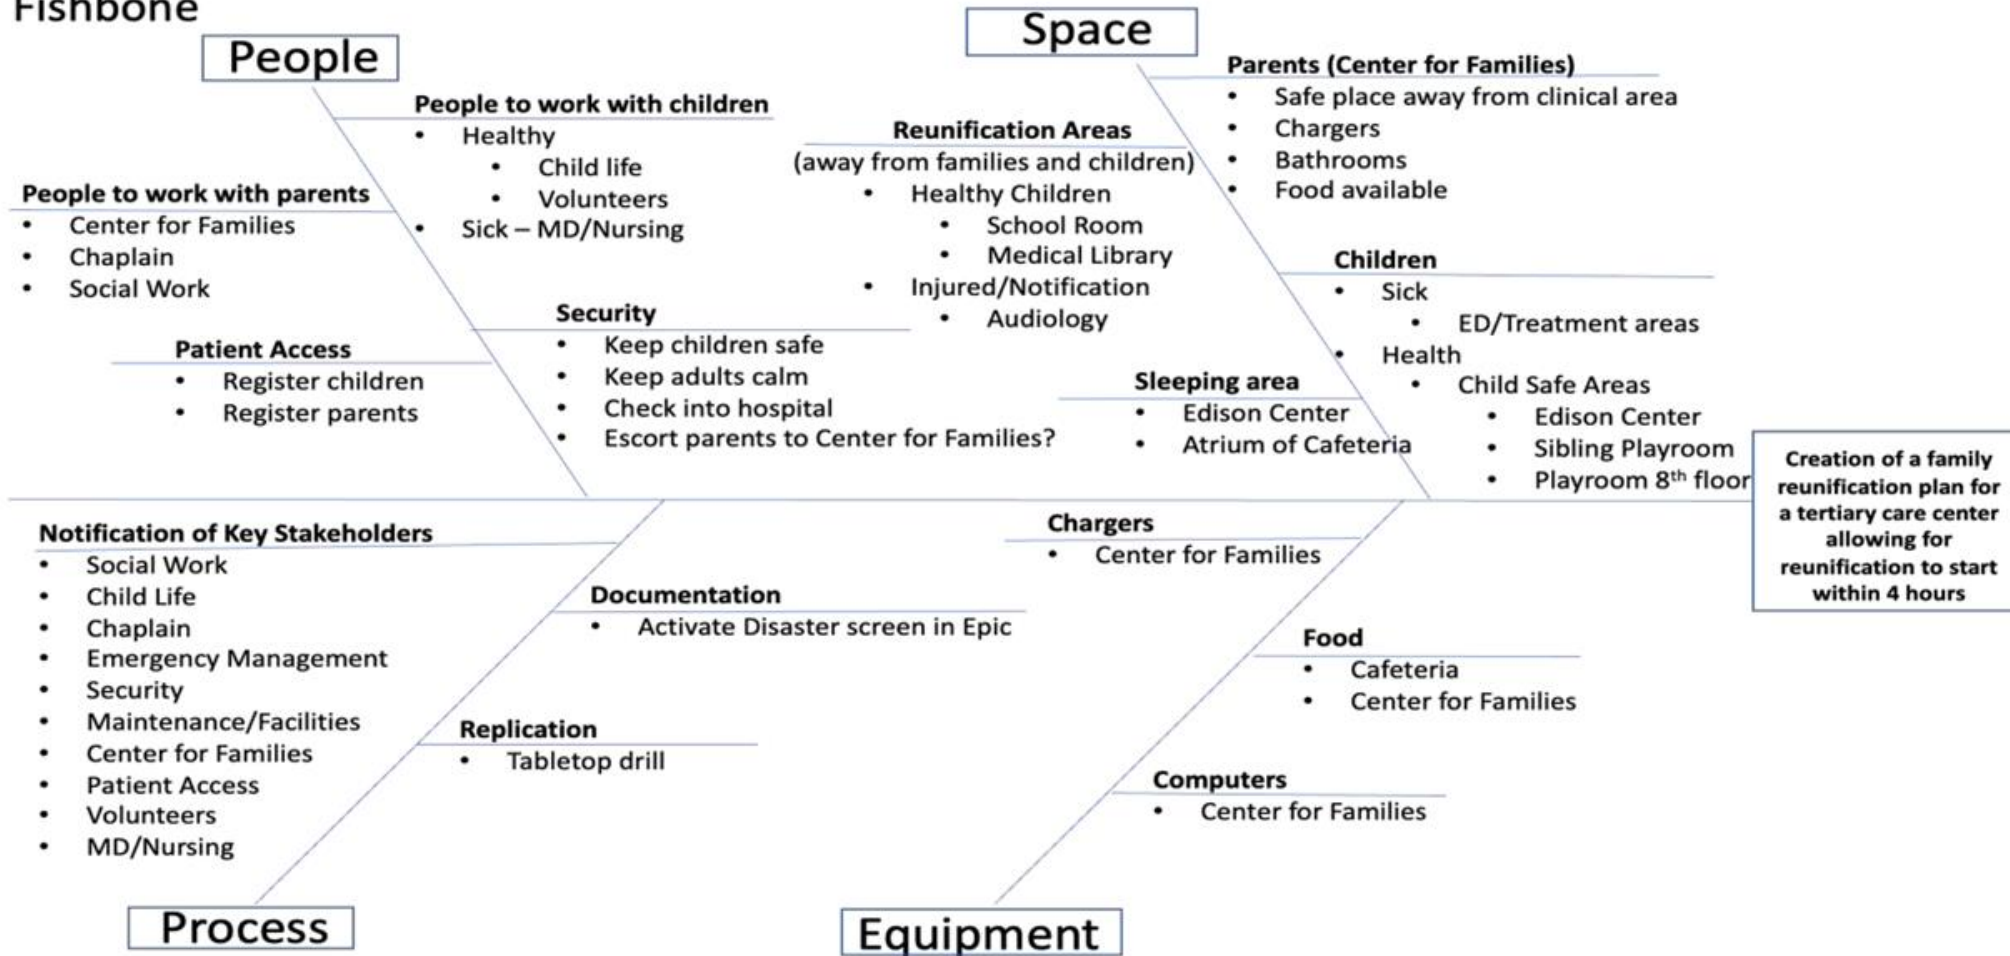 Fishbone
People
People to work with children
• Healthy
• Child life
• Volunteers
• Sick – MD/Nursing
People to work with parents
• Center for Families
• Chaplain
• Social Work
Security
• Keep children safe
• Keep adults calm
• Check into hospital
• Escort parents to Center for Families?
Patient Access
• Register children
• Register parents
Space
Parents (Center for Families)
• Safe place away from clinical area
• Chargers
• Bathrooms
• Food available
Reunification Areas
(away from families and children)
• Healthy Children
• School Room
• Medical Library
• Injured/Notification
• Audiology
Children
• Sick
• ED/Treatment areas
• Health
• Child Safe Areas
• Edison Center
• Sibling Playroom
• Playroom 8th floor
Sleeping area
• Edison Center
• Atrium of Cafeteria
Creation of a family
reunification plan for
a tertiary care center
allowing for
reunification to start
within 4 hours
Notification of Key Stakeholders
• Social Work
• Child Life
• Chaplain
• Emergency Management
• Security
• Maintenance/Facilities
• Center for Families
• Patient Access
• Volunteers
• MD/Nursing
Documentation
• Activate Disaster screen in Epic
Replication
• Tabletop drill
Process
Chargers
• Center for Families
Food
• Cafeteria
• Center for Families
Computers
• Center for Families
Equipment